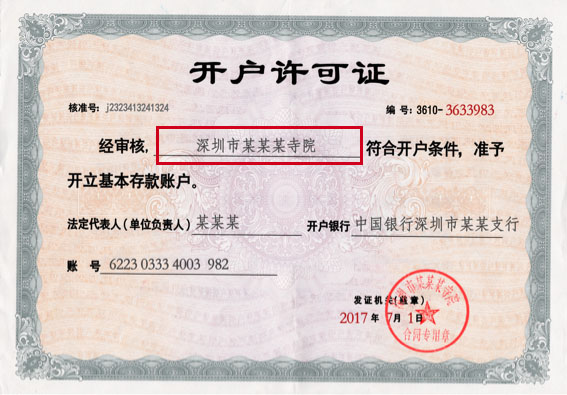 开户许可证
核准号: j2323413241324 编 号: 3610-3633983
经审核, 深圳市某某某寺院 符合开户条件, 准予
开立基本存款账户。
法定代表人 (单位负责人) 某某某 开户银行 中国银行深圳市某某支行
账 号 6223 0333 4003 982
发证机关(盖章)
2017 年 7 月 1 日
深圳市某某某寺院
合同专用章